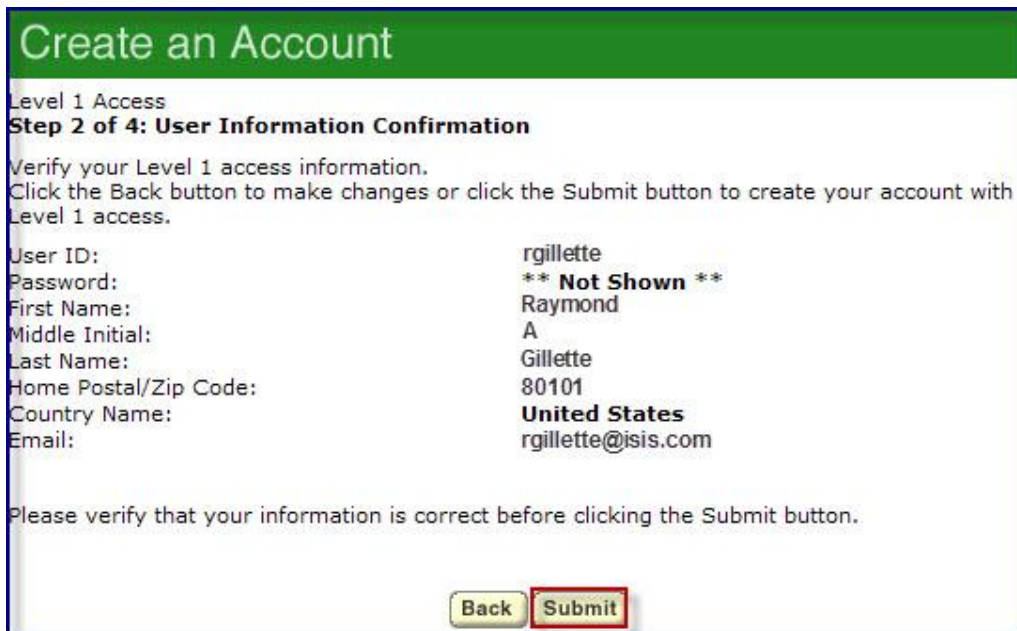 Create an Account
Level 1 Access
Step 2 of 4: User Information Confirmation
Verify your Level 1 access information.
Click the Back button to make changes or click the Submit button to create your account with
Level 1 access.
User ID: rgillette
Password: ** Not Shown **
First Name: Raymond
Middle Initial: A
Last Name: Gillette
Home Postal/Zip Code: 80101
Country Name: United States
Email: rgillette@isis.com
Please verify that your information is correct before clicking the Submit button.
Back Submit